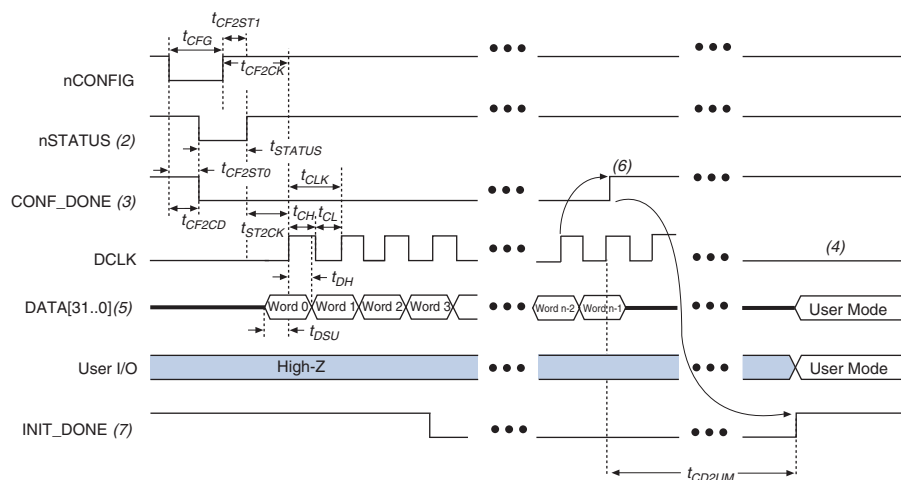 tCF2ST1
tCFG
tCF2CK
nCONFIG
nSTATUS (2)
tSTATUS
tCF2ST0
tCLK
(6)
CONF_DONE (3)
tCF2CD
tST2CK
tCH
tCL
DCLK
(4)
tDH
DATA[31..0](5)
Word 0
Word 1
Word 2
Word 3
Word n-2
Word n-1
User Mode
tDSU
User I/O
High-Z
User Mode
INIT_DONE (7)
tCD2UM